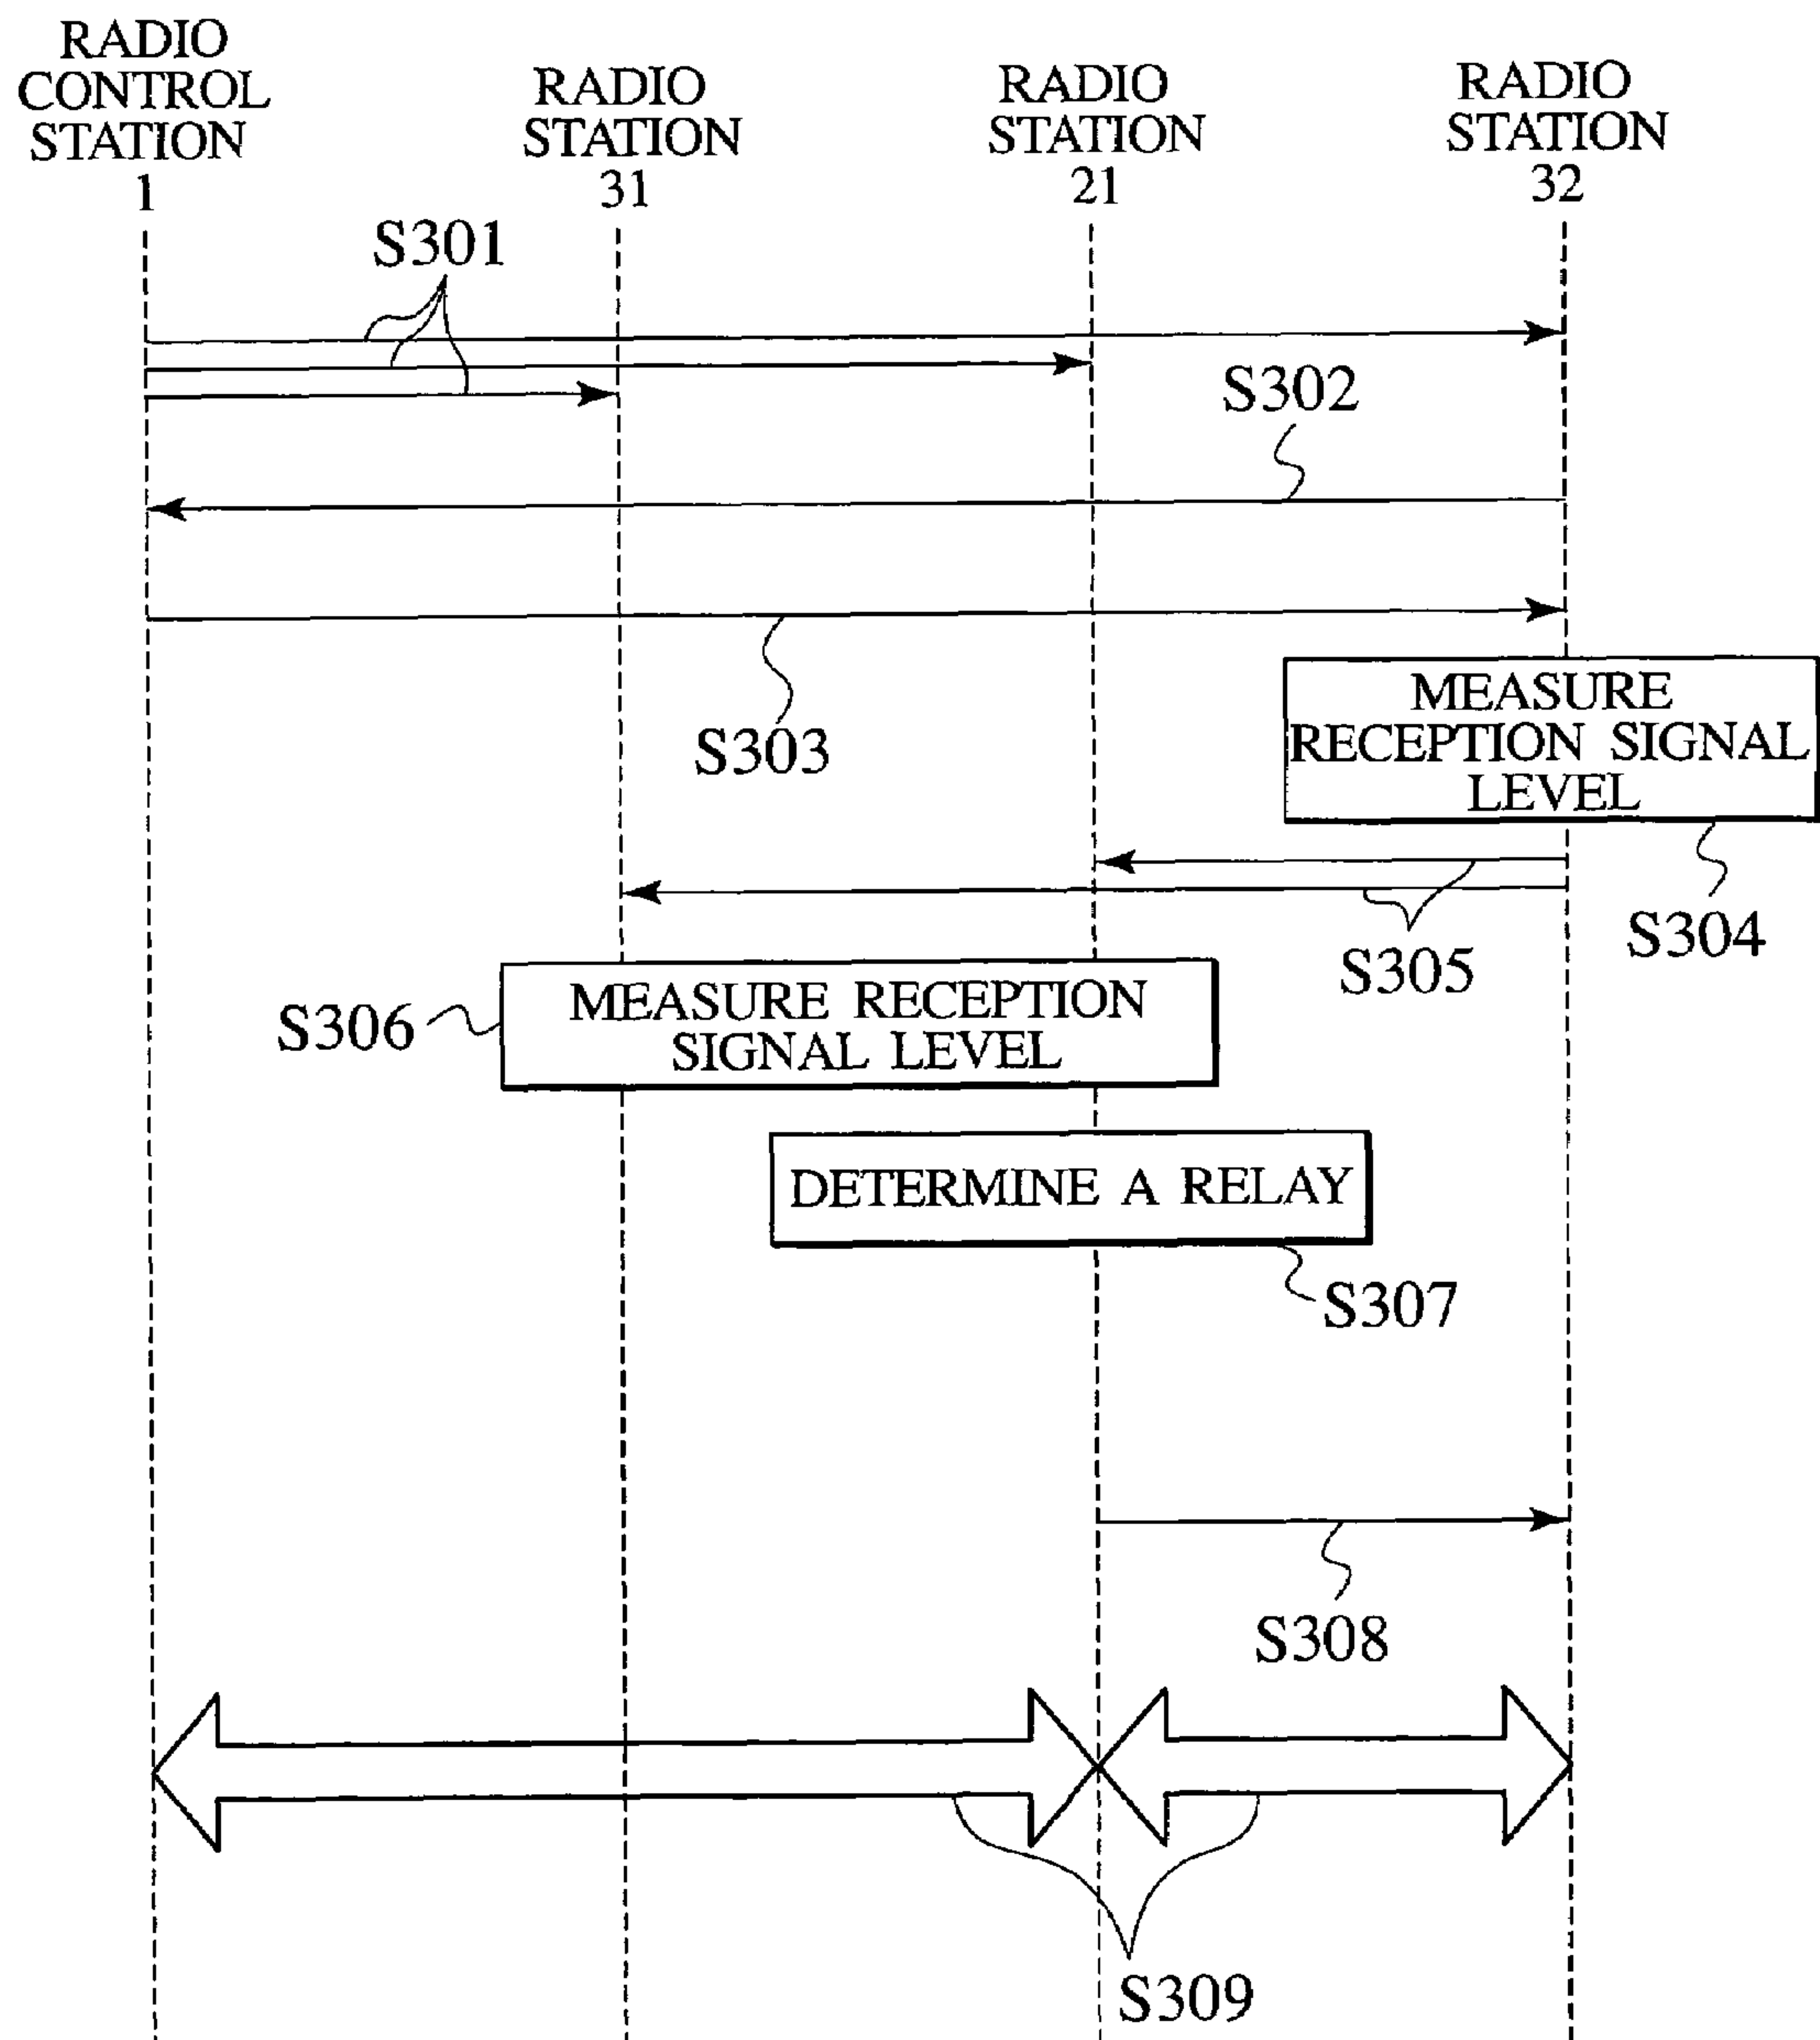 RADIO
CONTROL
STATION
1
RADIO
STATION
31
RADIO
STATION
21
RADIO
STATION
32
S301
S302
S303
MEASURE
RECEPTION SIGNAL
LEVEL
S304
S305
MEASURE RECEPTION
SIGNAL LEVEL
S306
DETERMINE A RELAY
S307
S308
S309